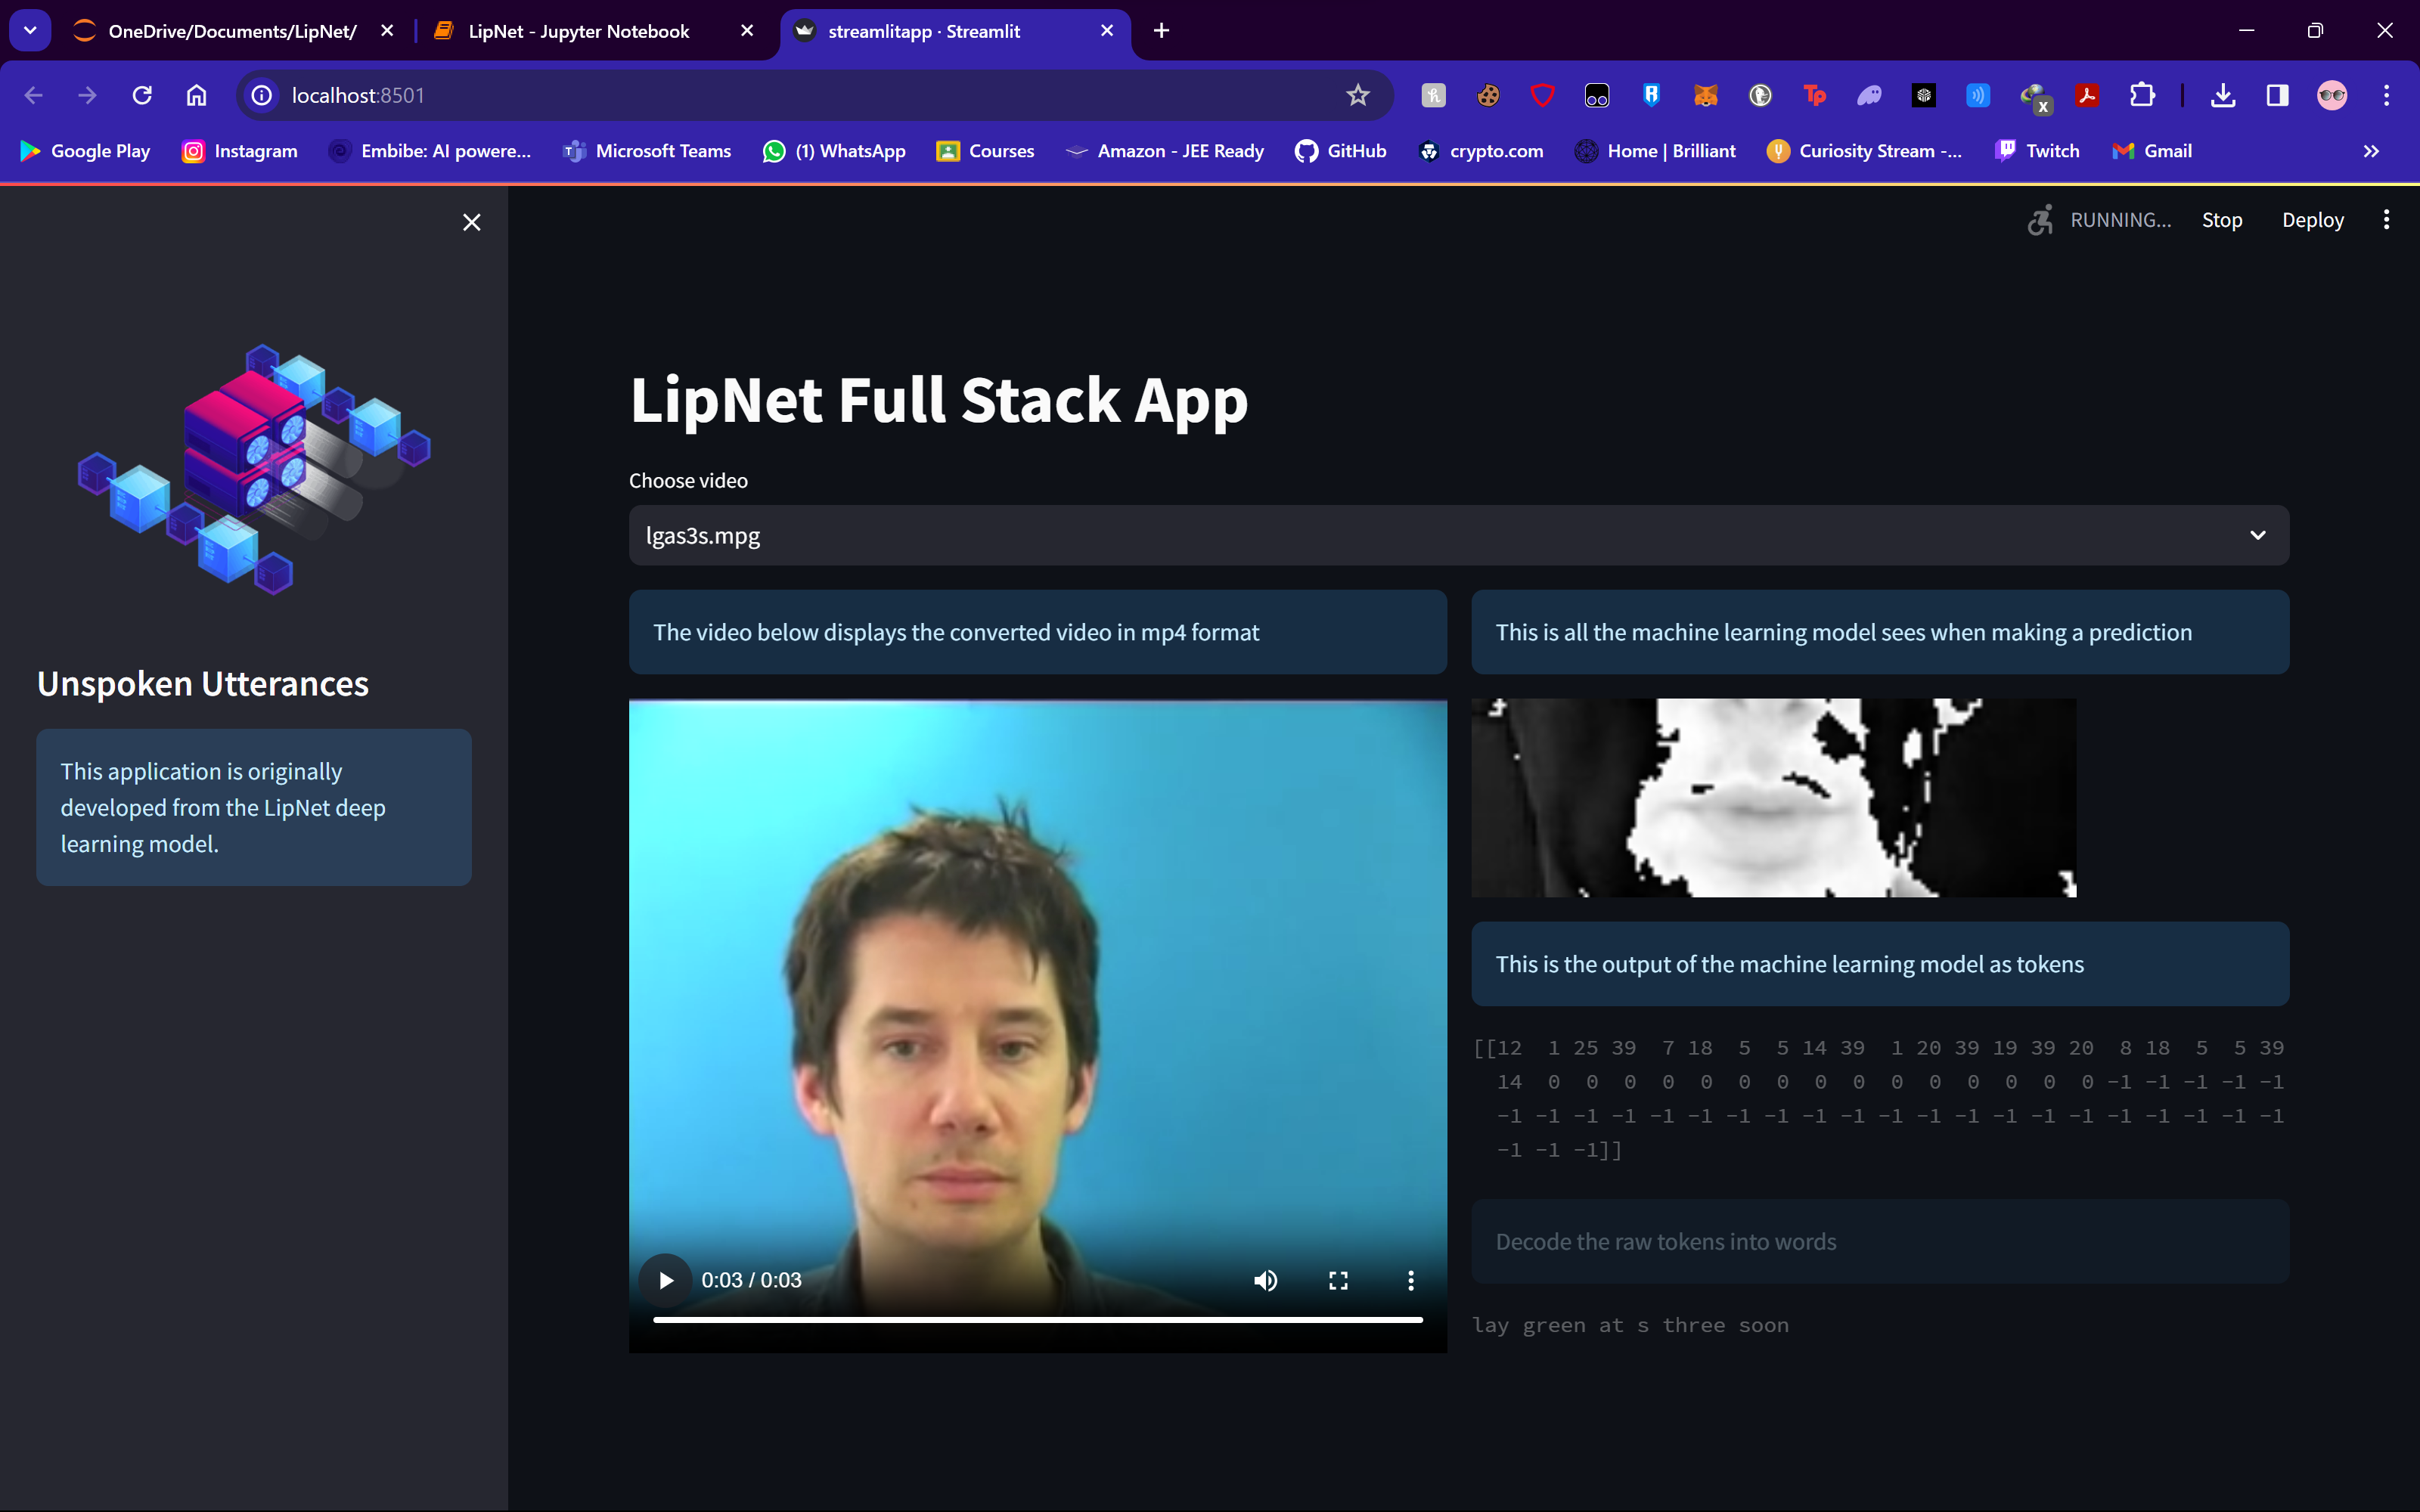 OneDrive/Documents/LipNet/
LipNet - Jupyter Notebook
streamlitapp · Streamlit
localhost:8501
Google Play
Instagram
Embibe: AI powere...
Microsoft Teams
(1) WhatsApp
Courses
Amazon - JEE Ready
GitHub
crypto.com
Home | Brilliant
Curiosity Stream -...
Twitch
Gmail
RUNNING...
Stop
Deploy
Unspoken Utterances
This application is originally
developed from the LipNet deep
learning model.
LipNet Full Stack App
Choose video
lgas3s.mpg
The video below displays the converted video in mp4 format
0:03 / 0:03
This is all the machine learning model sees when making a prediction
This is the output of the machine learning model as tokens
[[12 1 25 39 7 18 5 5 14 39 1 20 39 19 39 20 8 18 5 5 39
14 0 0 0 0 0 0 0 0 0 0 0 0 0 0 0 -1 -1 -1 -1 -1
-1 -1 -1 -1 -1 -1 -1 -1 -1 -1 -1 -1 -1 -1 -1 -1 -1 -1 -1 -1 -1
-1 -1 -1]]
Decode the raw tokens into words
lay green at s three soon